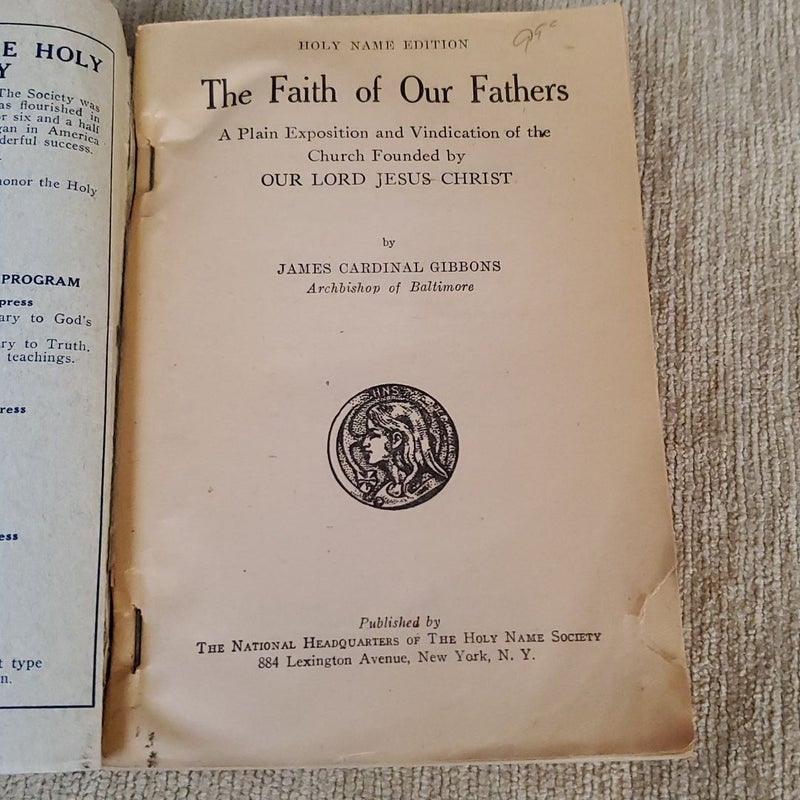 E HOLY
Y
The Society was
as flourished in
r six and a half
gan in America
derful success.
onor the Holy
PROGRAM
press
ary to God's
ry to Truth.
teachings.
ress
ess
t type
n.
HOLY NAME EDITION
The Faith of Our Fathers
A Plain Exposition and Vindication of the
Church Founded by
OUR LORD JESUS CHRIST
by
JAMES CARDINAL GIBBONS
Archbishop of Baltimore
IHS
Published by
THE NATIONAL HEADQUARTERS OF THE HOLY NAME SOCIETY
884 Lexington Avenue, New York, N. Y.